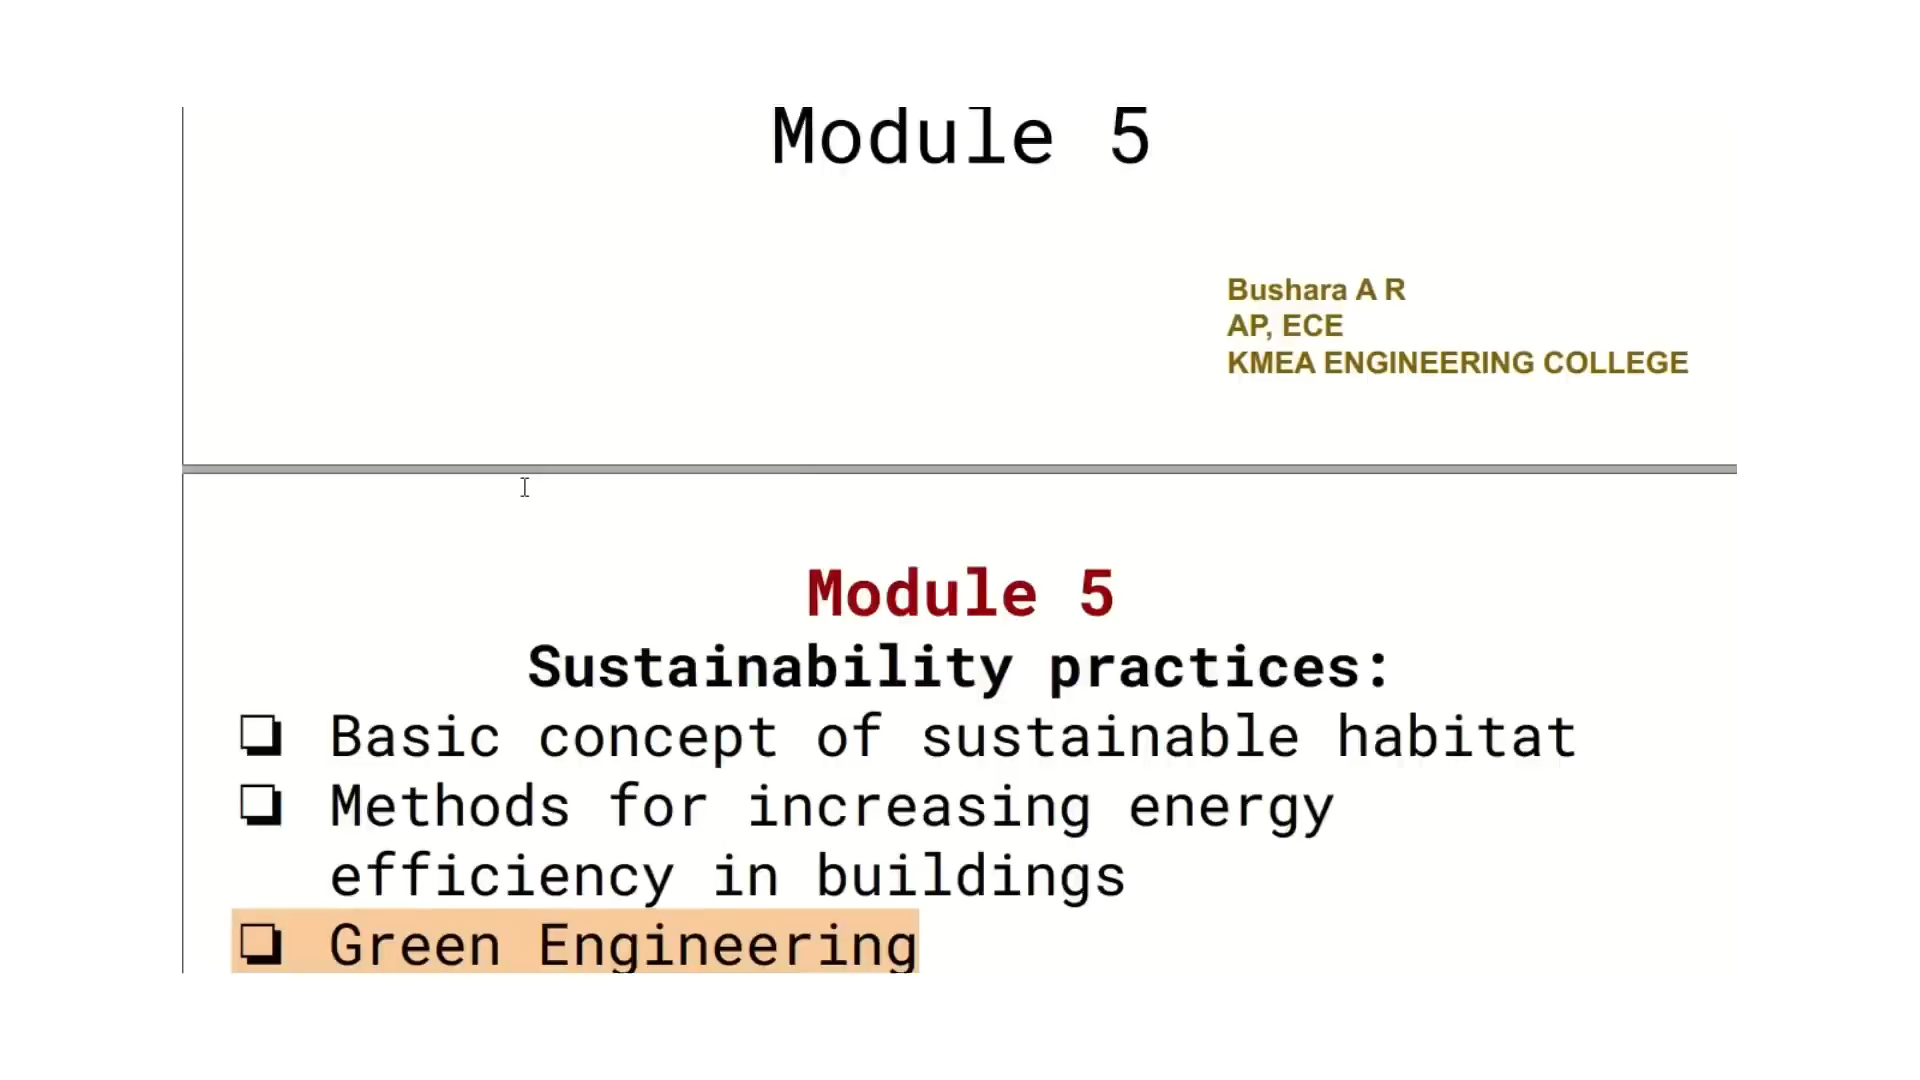 Module 5
Bushara A R
AP, ECE
KMEA ENGINEERING COLLEGE
Module 5
Sustainability practices:
❏ Basic concept of sustainable habitat
❏ Methods for increasing energy
efficiency in buildings
❏ Green Engineering